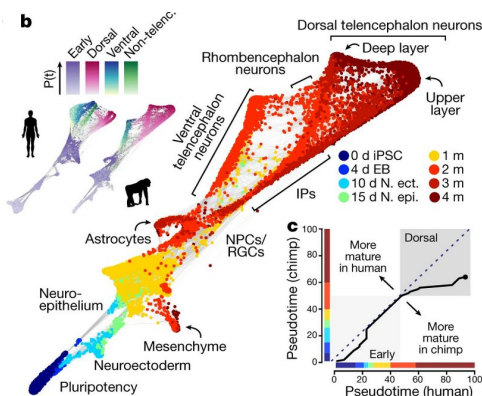 b
Early
Dorsal
Ventral
Non-telenc.
P(t)
Dorsal telencephalon neurons
Deep layer
Rhombencephalon
neurons
Upper
layer
Ventral
telencephalon
neurons
IPs
0 d iPSC
4 d EB
10 d N. ect.
15 d N. epi.
1 m
2 m
3 m
4 m
Astrocytes
NPCs/
RGCs
Neuro-
epithelium
Mesenchyme
Neuroectoderm
Pluripotency
c
100
80
60
40
20
0
Pseudotime (chimp)
More
mature
in human
Dorsal
More
mature
in chimp
Early
0 20 40 60 80 100
Pseudotime (human)